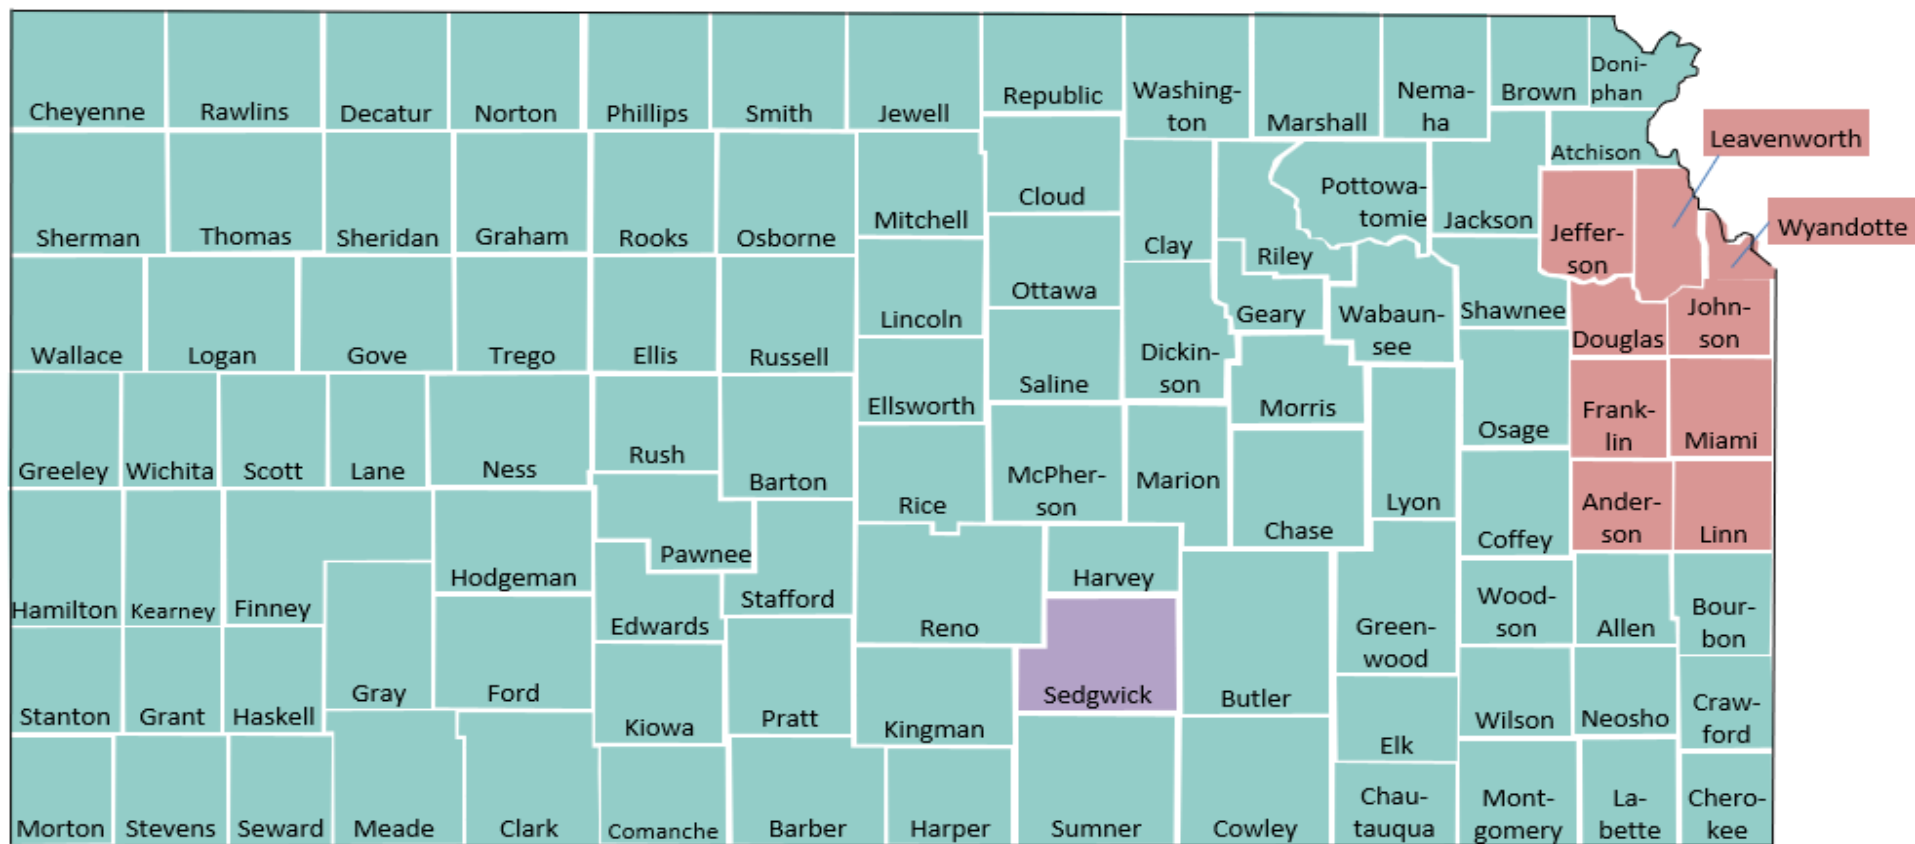 Cheyenne
Rawlins
Decatur
Norton
Phillips
Smith
Jewell
Republic
Washing-
ton
Marshall
Nema-
ha
Brown
Doni-
phan
Atchison
Leavenworth
Wyandotte
Sherman
Thomas
Sheridan
Graham
Rooks
Osborne
Mitchell
Cloud
Clay
Riley
Pottowa-
tomie
Jackson
Jeffer-
son
Wallace
Logan
Gove
Trego
Ellis
Russell
Lincoln
Ottawa
Saline
Dickin-
son
Geary
Wabaun-
see
Shawnee
Douglas
John-
son
Greeley
Wichita
Scott
Lane
Ness
Rush
Barton
Ellsworth
Rice
McPher-
son
Marion
Morris
Chase
Lyon
Osage
Coffey
Frank-
lin
Miami
Ander-
son
Linn
Hamilton
Kearney
Finney
Hodgeman
Pawnee
Edwards
Stafford
Reno
Harvey
Sedgwick
Butler
Green-
wood
Wood-
son
Allen
Bour-
bon
Stanton
Grant
Haskell
Gray
Ford
Kiowa
Pratt
Kingman
Elk
Wilson
Neosho
Craw-
ford
Morton
Stevens
Seward
Meade
Clark
Comanche
Barber
Harper
Sumner
Cowley
Chau-
tauqua
Mont-
gomery
La-
bette
Chero-
kee